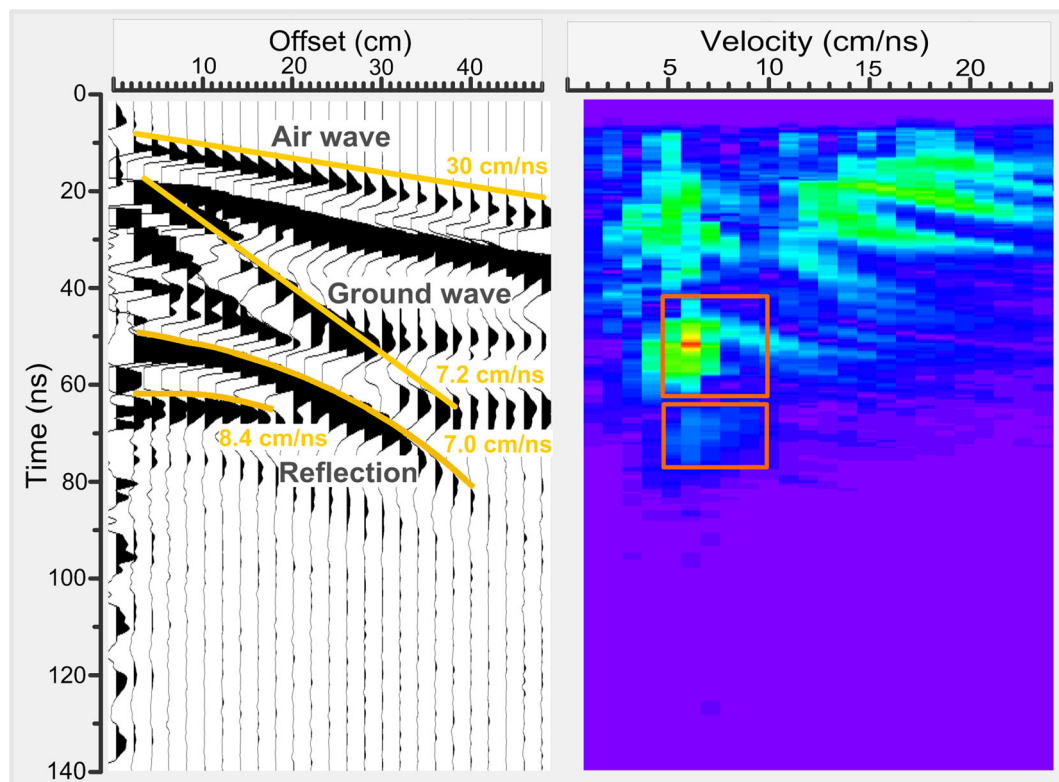 Offset (cm)
10 20 30 40
Velocity (cm/ns)
5 10 15 20
Time (ns)
0
20
40
60
80
100
120
140
Air wave
30 cm/ns
Ground wave
7.2 cm/ns
8.4 cm/ns
7.0 cm/ns
Reflection